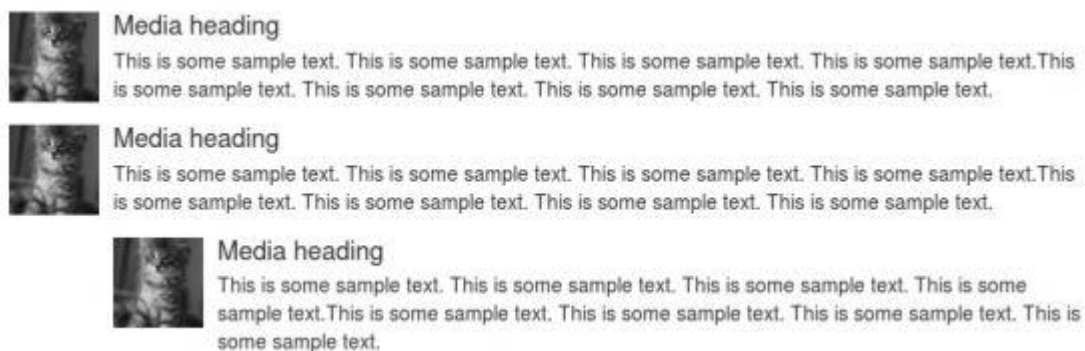 Media heading
This is some sample text. This is some sample text. This is some sample text. This is some sample text.This
is some sample text. This is some sample text. This is some sample text. This is some sample text.
Media heading
This is some sample text. This is some sample text. This is some sample text. This is some sample text.This
is some sample text. This is some sample text. This is some sample text. This is some sample text.
Media heading
This is some sample text. This is some sample text. This is some sample text. This is some
sample text.This is some sample text. This is some sample text. This is some sample text. This is
some sample text.